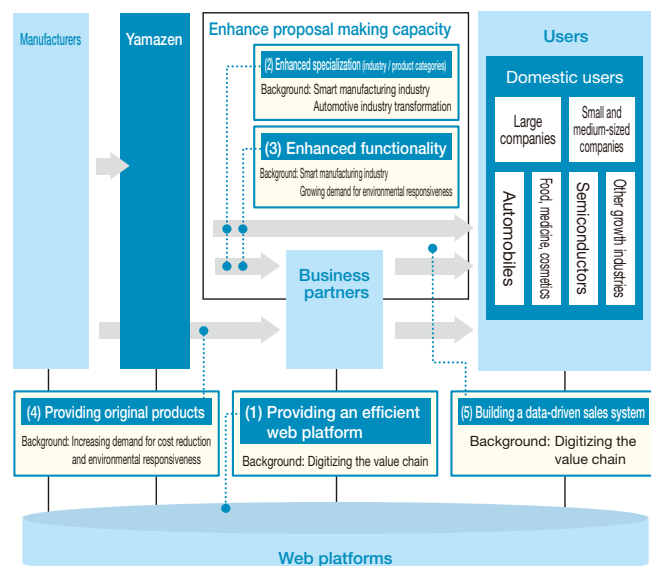 Manufacturers
Yamazen
Enhance proposal making capacity
(2) Enhanced specialization (industry / product categories)
Background: Smart manufacturing industry
Automotive industry transformation
(3) Enhanced functionality
Background: Smart manufacturing industry
Growing demand for environmental responsiveness
Business
partners
Users
Domestic users
Large
companies
Small and
medium-sized
companies
Automobiles
Food, medicine, cosmetics
Semiconductors
Other growth industries
(4) Providing original products
Background: Increasing demand for cost reduction
and environmental responsiveness
(1) Providing an efficient
web platform
Background: Digitizing the value chain
(5) Building a data-driven sales system
Background: Digitizing the
value chain
Web platforms